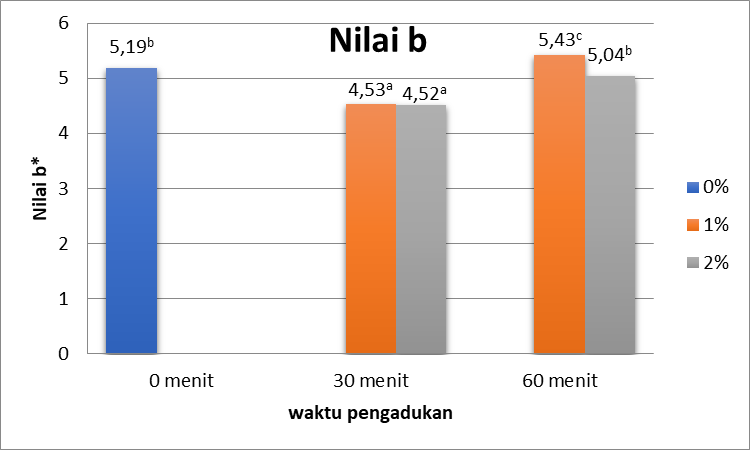 Nilai b
6
5
4
3
2
1
0
Nilai b*
5,19ᵇ
4,53ᵃ
4,52ᵃ
5,43ᶜ
5,04ᵇ
0 menit
30 menit
60 menit
waktu pengadukan
0%
1%
2%